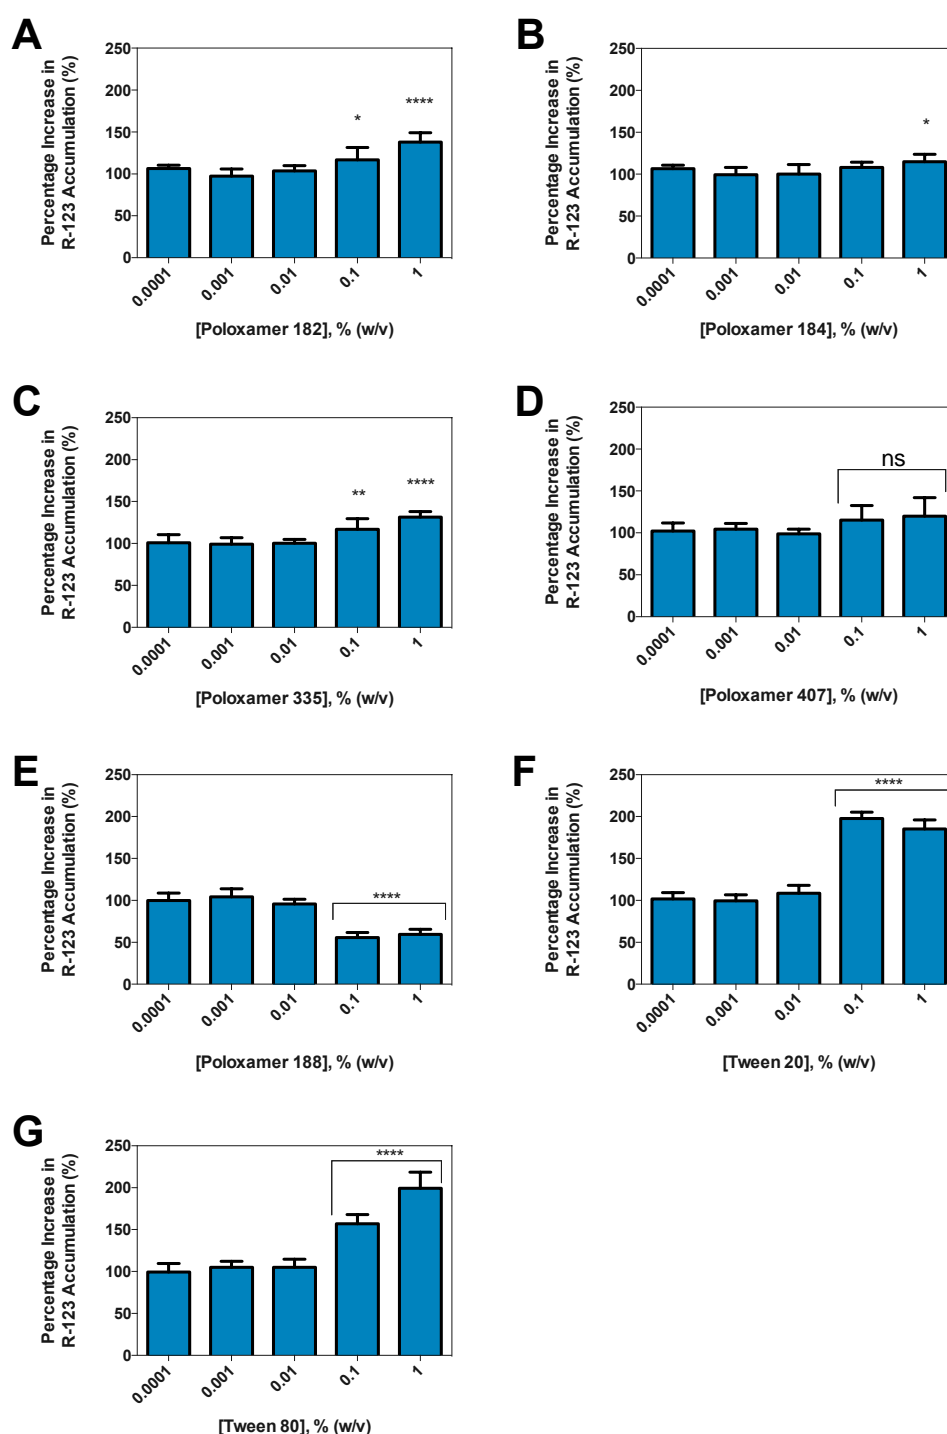 A
Percentage Increase in
R-123 Accumulation (%)
250
200
150
100
50
0
*
****
0.0001
0.001
0.01
0.1
1
[Poloxamer 182], % (w/v)
B
Percentage Increase in
R-123 Accumulation (%)
250
200
150
100
50
0
*
0.0001
0.001
0.01
0.1
1
[Poloxamer 184], % (w/v)
C
Percentage Increase in
R-123 Accumulation (%)
250
200
150
100
50
0
**
****
0.0001
0.001
0.01
0.1
1
[Poloxamer 335], % (w/v)
D
Percentage Increase in
R-123 Accumulation (%)
250
200
150
100
50
0
ns
0.0001
0.001
0.01
0.1
1
[Poloxamer 407], % (w/v)
E
Percentage Increase in
R-123 Accumulation (%)
250
200
150
100
50
0
****
0.0001
0.001
0.01
0.1
1
[Poloxamer 188], % (w/v)
F
Percentage Increase in
R-123 Accumulation (%)
250
200
150
100
50
0
****
0.0001
0.001
0.01
0.1
1
[Tween 20], % (w/v)
G
Percentage Increase in
R-123 Accumulation (%)
250
200
150
100
50
0
****
0.0001
0.001
0.01
0.1
1
[Tween 80], % (w/v)